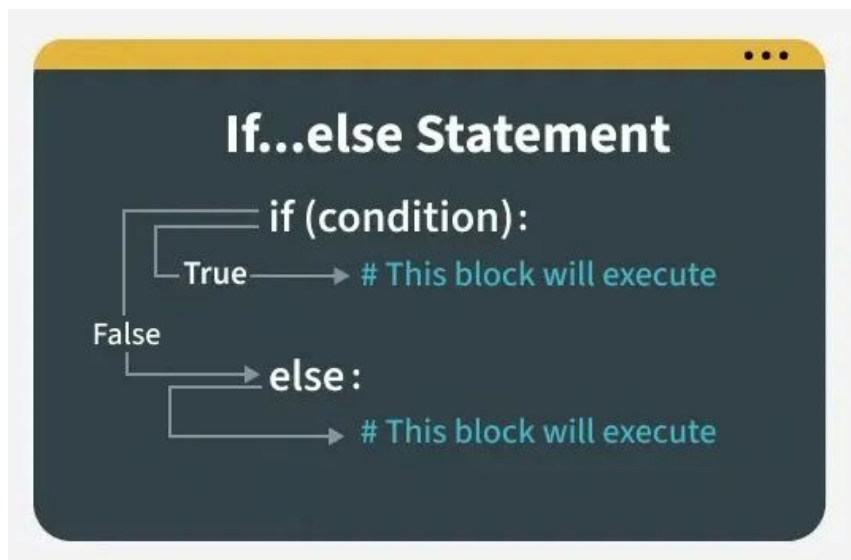 If...else Statement
if (condition):
True
# This block will execute
False
else:
# This block will execute